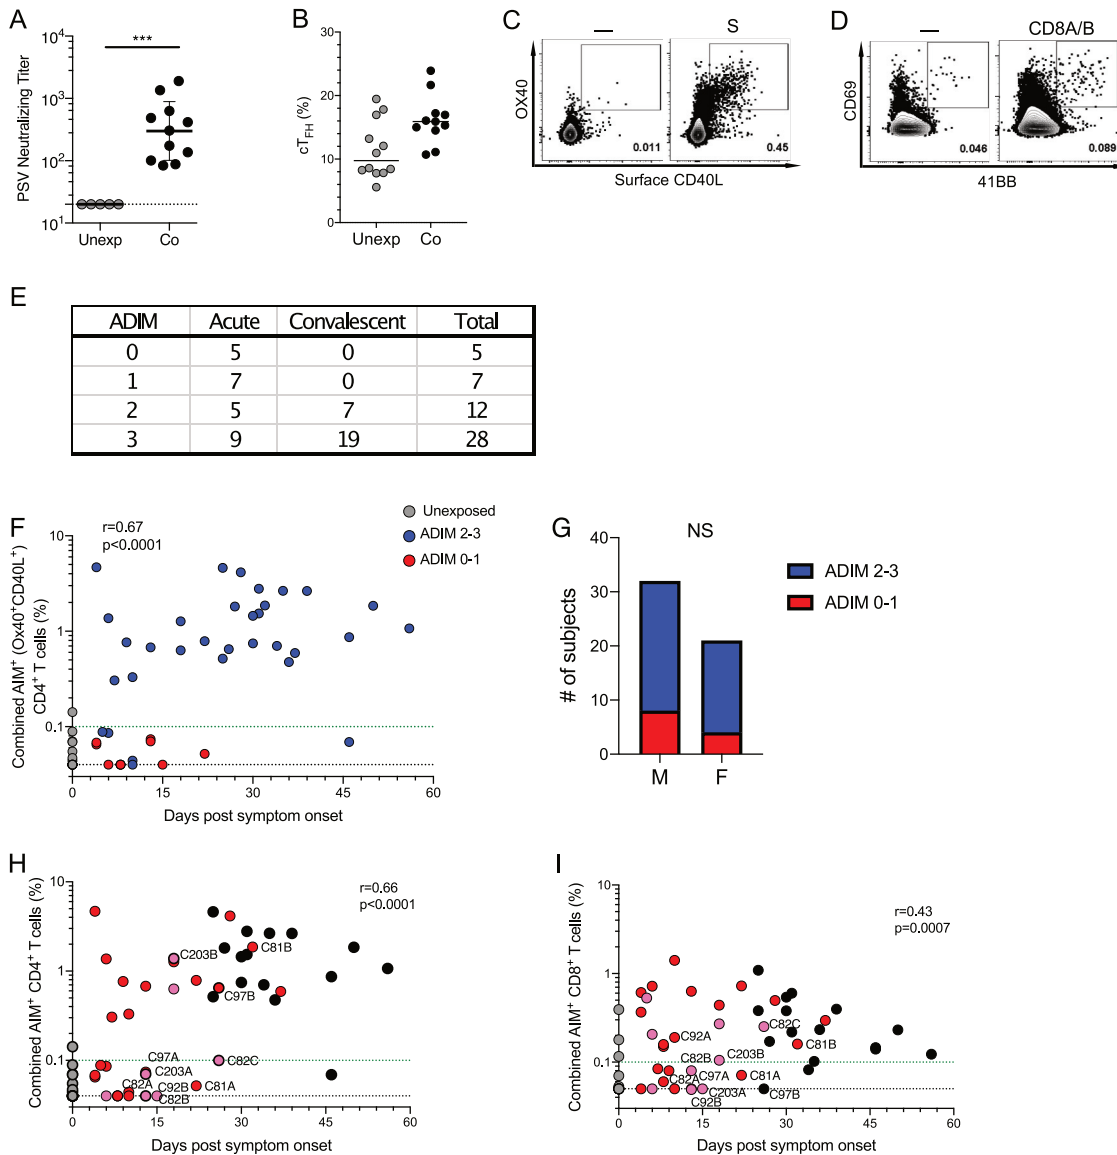 A
***
PSV Neutralizing Titer
10⁴
10³
10²
10¹
Unexp
Co
B
cT_FH (%)
30
20
10
0
Unexp
Co
C
—
S
OX40
0.011
0.45
Surface CD40L
D
—
CD8A/B
CD69
0.046
0.089
41BB
E
ADIM Acute Convalescent Total
0 5 0 5
1 7 0 7
2 5 7 12
3 9 19 28
F
r=0.67
p<0.0001
Unexposed
ADIM 2-3
ADIM 0-1
Combined AIM⁺ (Ox40⁺CD40L⁺)
CD4⁺ T cells (%)
10
1
0.1
0 15 30 45 60
Days post symptom onset
G
NS
# of subjects
40
30
20
10
0
M F
ADIM 2-3
ADIM 0-1
H
r=0.66
p<0.0001
Combined AIM⁺ CD4⁺ T cells (%)
10
1
0.1
C203B
C81B
C97B
C97A
C203A
C82C
C82A
C92B
C81A
C82B
0 15 30 45 60
Days post symptom onset
I
r=0.43
p=0.0007
Combined AIM⁺ CD8⁺ T cells (%)
10
1
0.1
C92A
C82C
C82B
C203B
C81B
C82A
C97A
C81A
C203A
C97B
C92B
0 15 30 45 60
Days post symptom onset